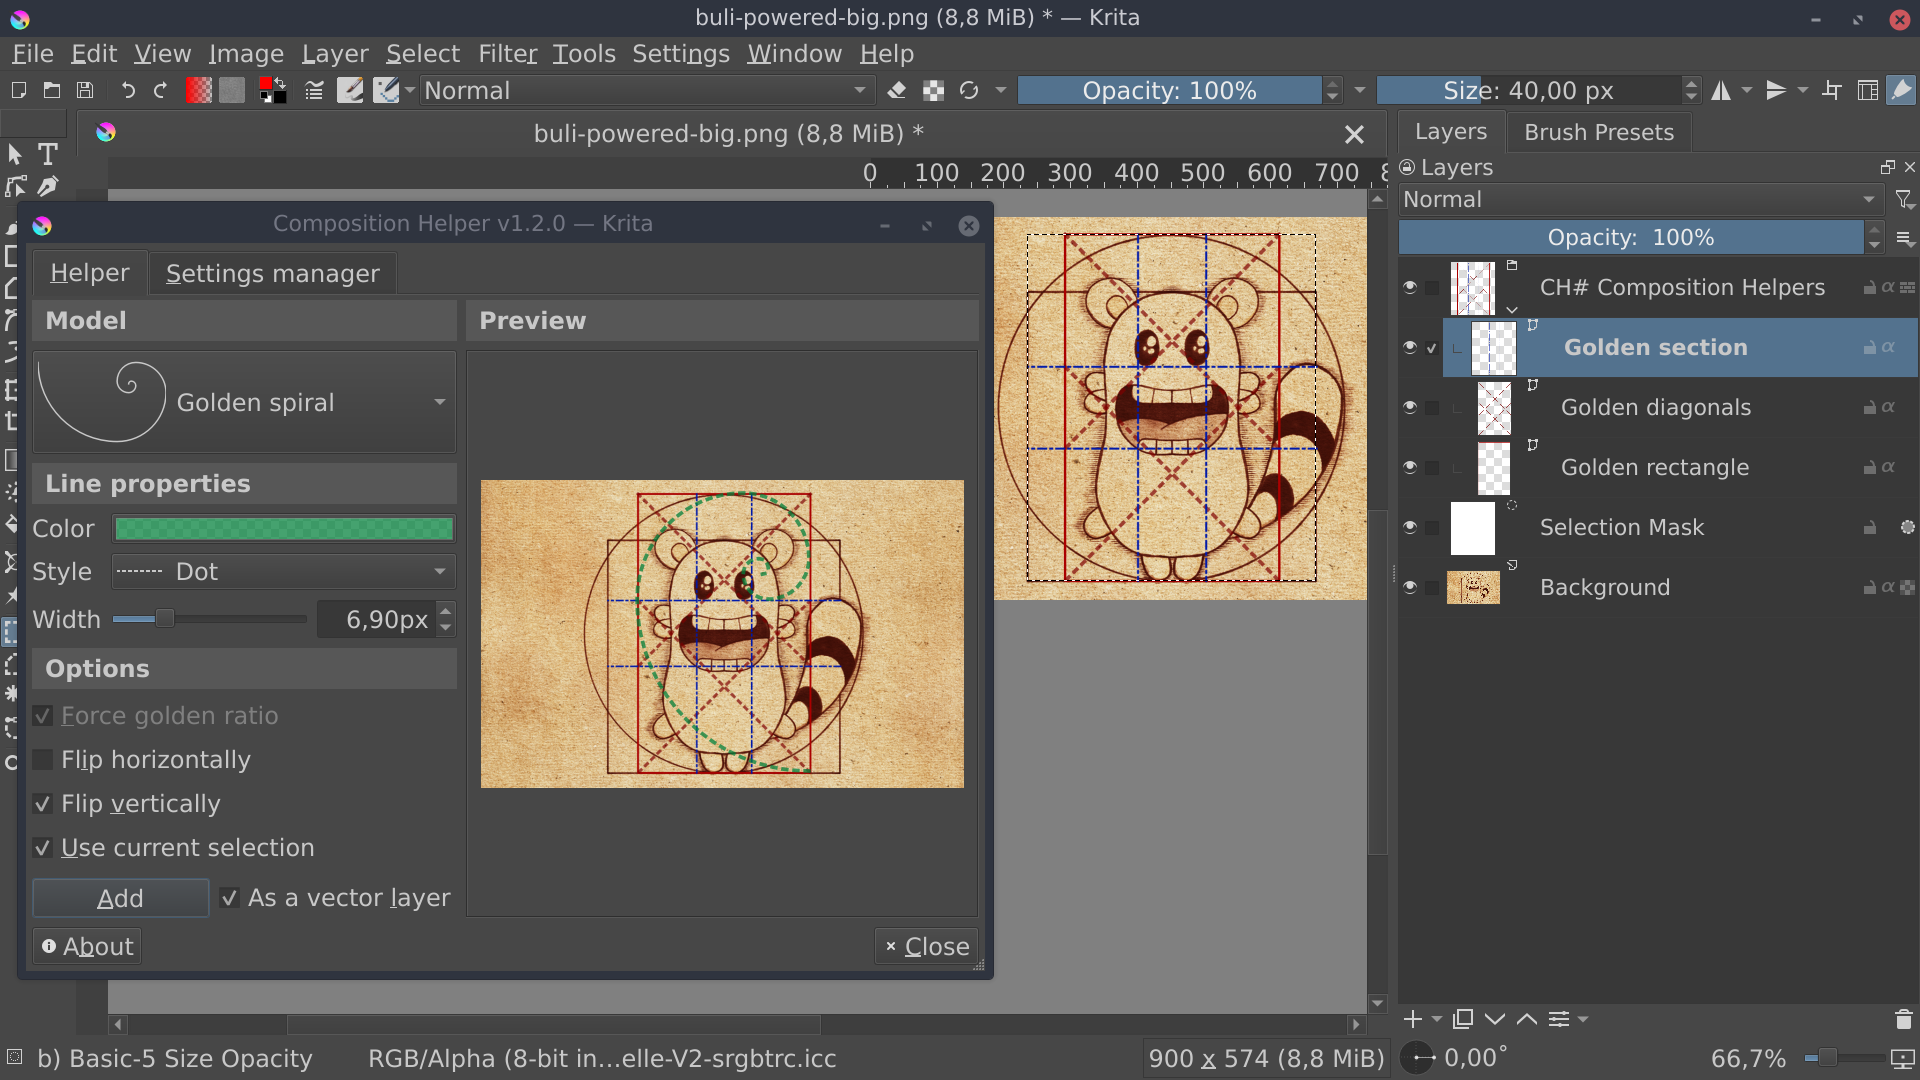 buli-powered-big.png (8,8 MiB) * — Krita
File Edit View Image Layer Select Filter Tools Settings Window Help
Normal
Opacity: 100%
Size: 40,00 px
buli-powered-big.png (8,8 MiB) *
0 100 200 300 400 500 600 700
Composition Helper v1.2.0 — Krita
Helper
Settings manager
Model
Golden spiral
Line properties
Color
Style
Dot
Width
6,90px
Options
Force golden ratio
Flip horizontally
Flip vertically
Use current selection
Add
As a vector layer
About
Preview
Close
Layers
Brush Presets
Layers
Normal
Opacity: 100%
CH# Composition Helpers
Golden section
Golden diagonals
Golden rectangle
Selection Mask
Background
b) Basic-5 Size Opacity
RGB/Alpha (8-bit in...elle-V2-srgbtrc.icc
900 x 574 (8,8 MiB)
0,00°
66,7%